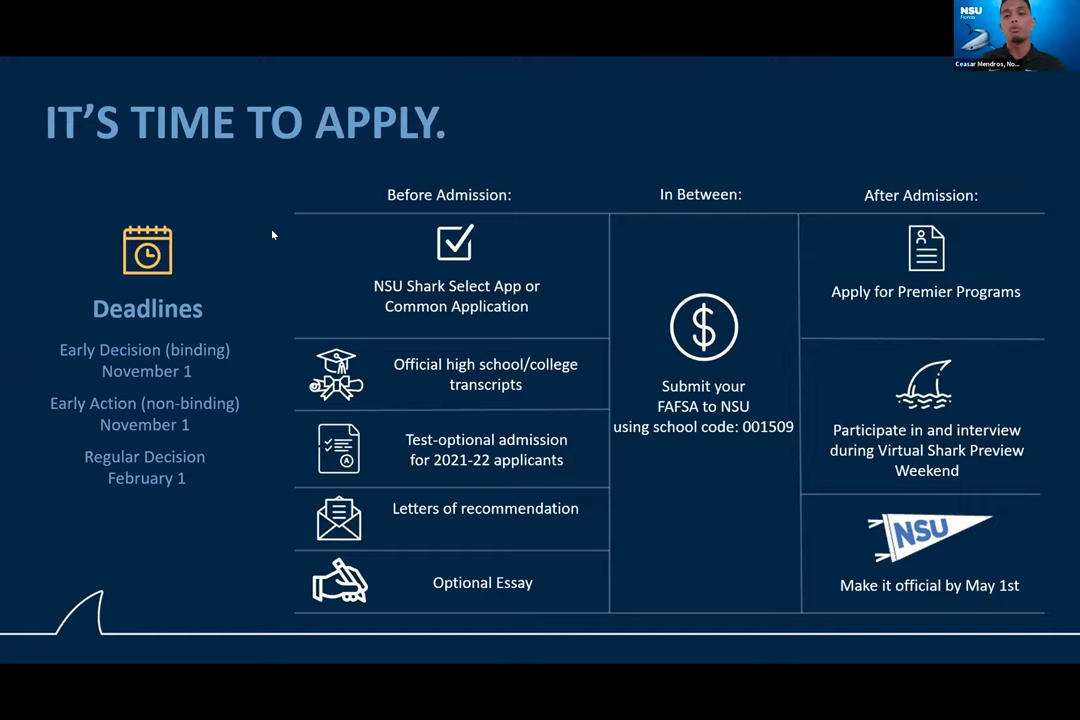 NSU
Florida
Ceasar Mendros, No...
IT'S TIME TO APPLY.
Deadlines
Early Decision (binding)
November 1
Early Action (non-binding)
November 1
Regular Decision
February 1
Before Admission:
NSU Shark Select App or
Common Application
Official high school/college
transcripts
Test-optional admission
for 2021-22 applicants
Letters of recommendation
Optional Essay
In Between:
$
Submit your
FAFSA to NSU
using school code: 001509
After Admission:
Apply for Premier Programs
Participate in and interview
during Virtual Shark Preview
Weekend
NSU
Make it official by May 1st